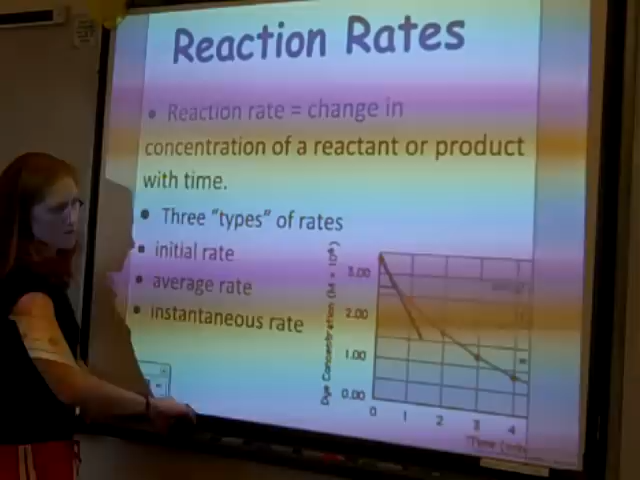 Reaction Rates
• Reaction rate = change in
concentration of a reactant or product
with time.
• Three "types" of rates
• initial rate
• average rate
• instantaneous rate
Dye Concentration
3.00
2.00
1.00
0.00
0 1 2 3 4
Time